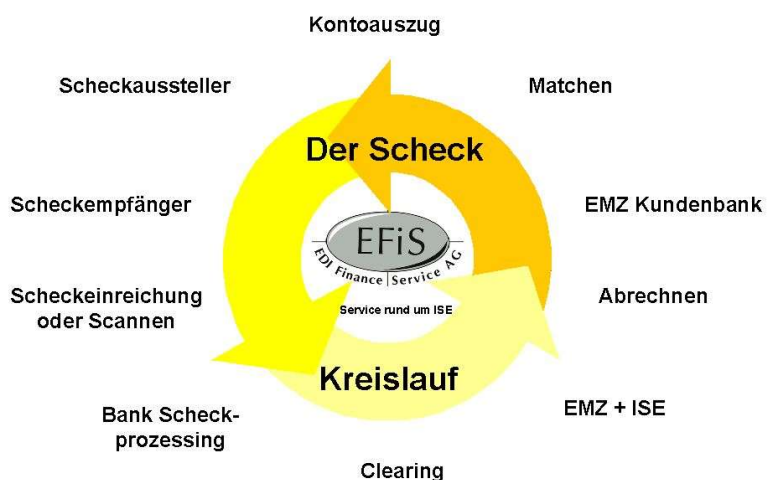 Kontoauszug
Scheckaussteller
Matchen
Der Scheck
Scheckempfänger
EMZ Kundenbank
EFiS
EDI Finance Service AG
Scheckeinreichung
oder Scannen
Abrechnen
Service rund um ISE
Kreislauf
Bank Scheck-
prozessing
EMZ + ISE
Clearing